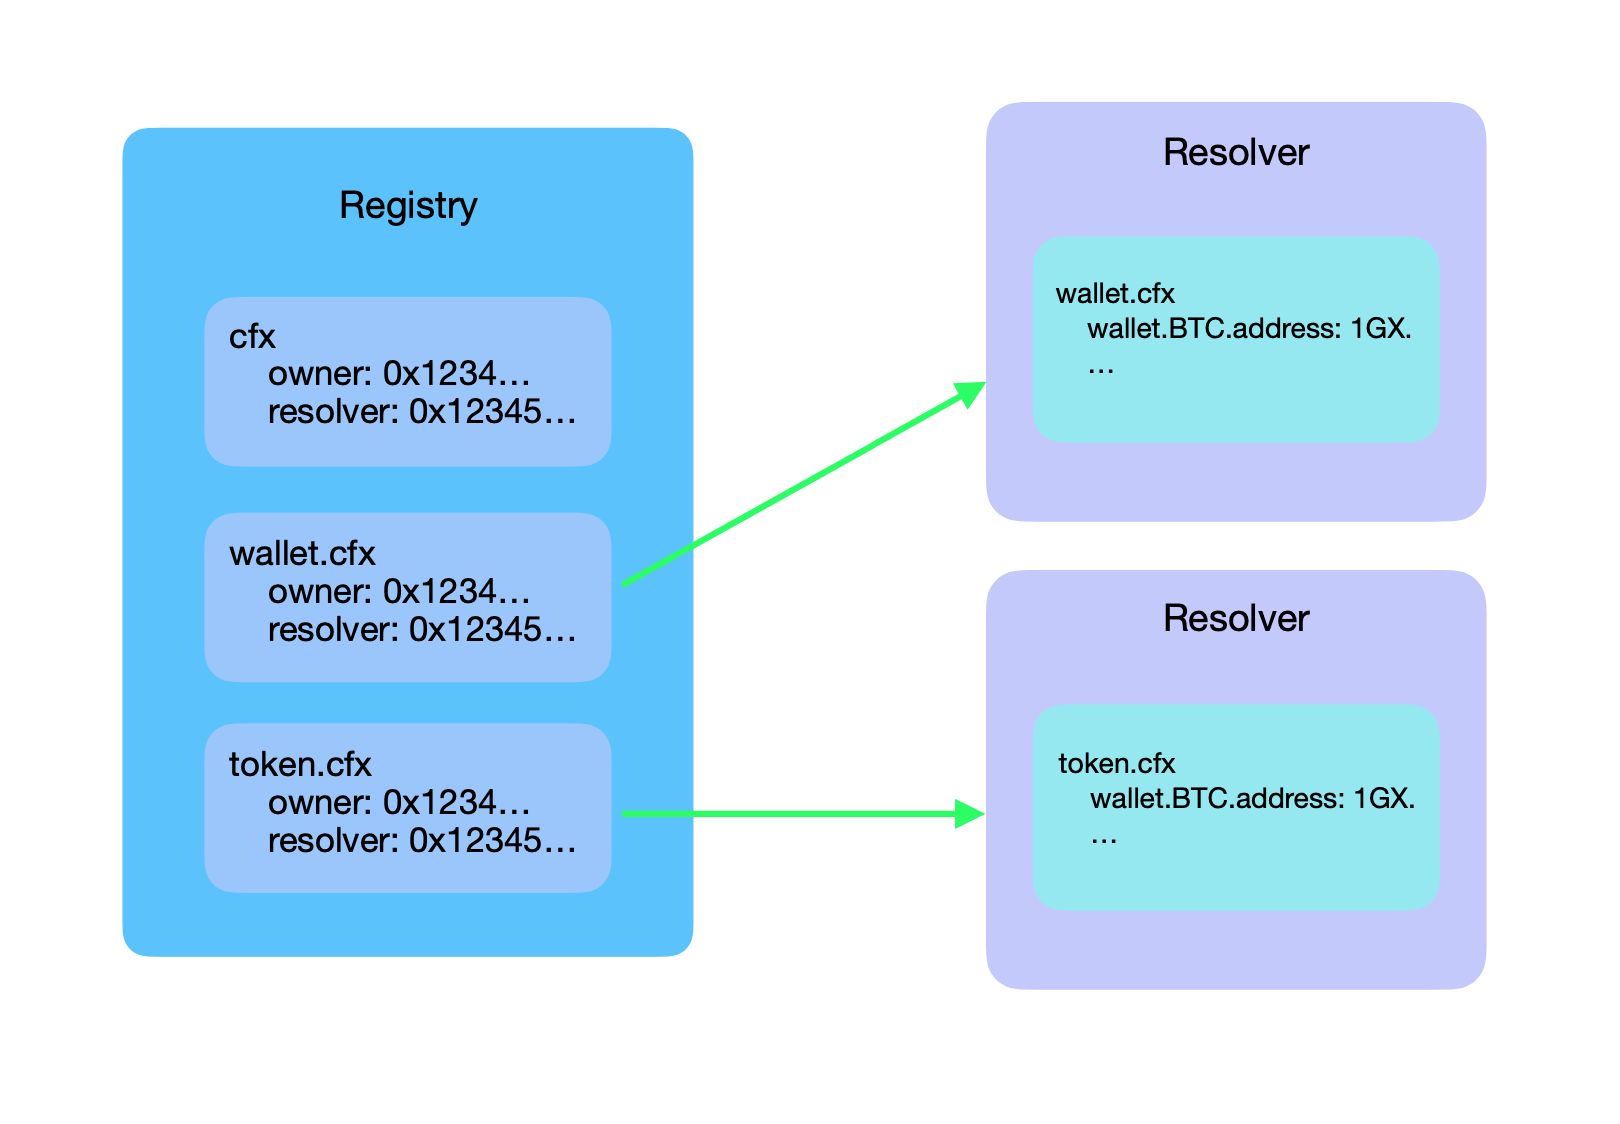 Registry
cfx
owner: 0x1234...
resolver: 0x12345...
wallet.cfx
owner: 0x1234...
resolver: 0x12345...
token.cfx
owner: 0x1234...
resolver: 0x12345...
Resolver
wallet.cfx
wallet.BTC.address: 1GX.
...
Resolver
token.cfx
wallet.BTC.address: 1GX.
...